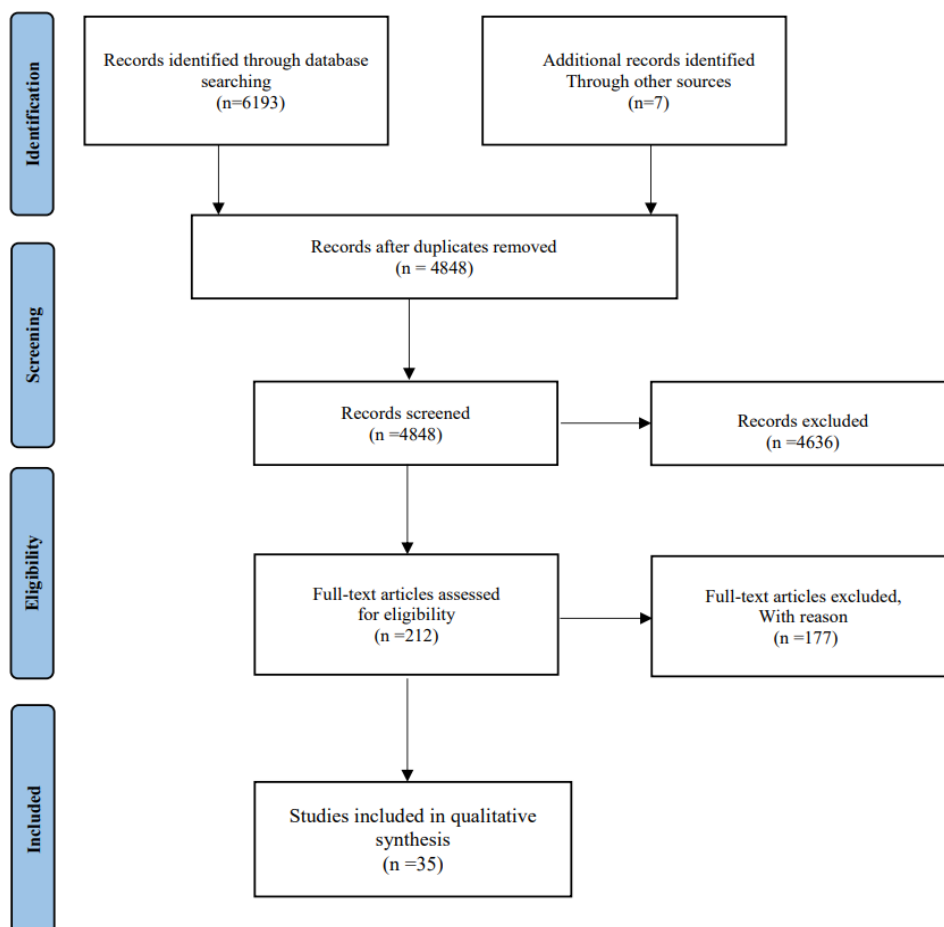 Identification
Records identified through database
searching
(n=6193)
Additional records identified
Through other sources
(n=7)
Records after duplicates removed
(n = 4848)
Screening
Records screened
(n =4848)
Records excluded
(n =4636)
Eligibility
Full-text articles assessed
for eligibility
(n =212)
Full-text articles excluded,
With reason
(n =177)
Included
Studies included in qualitative
synthesis
(n =35)